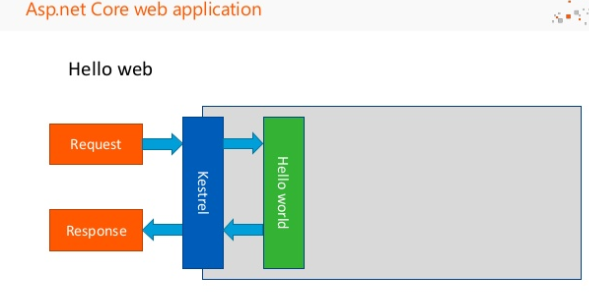 Asp.net Core web application
Hello web
Request
Kestrel
Hello world
Response